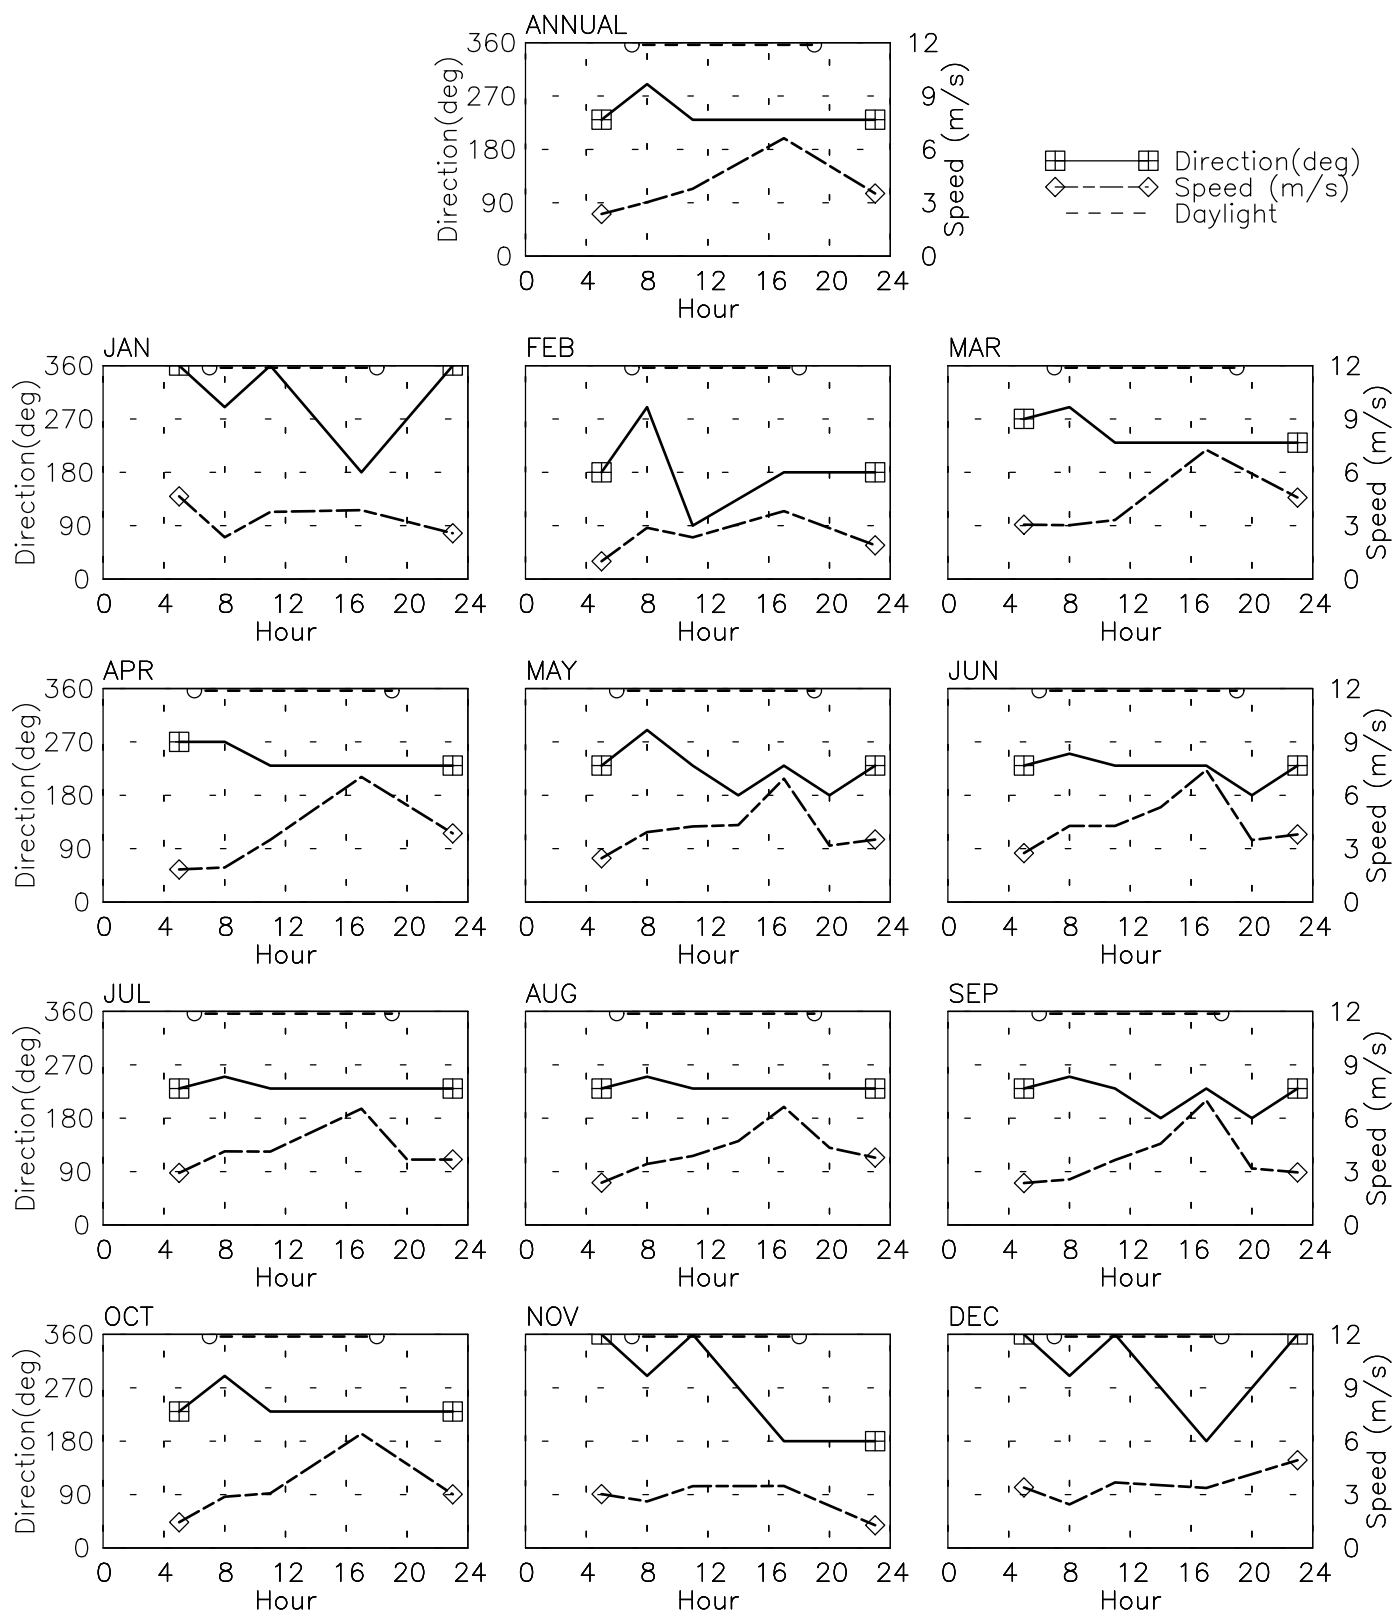 ANNUAL
360 270 180 90 0
Direction(deg)
12 9 6 3 0
Speed (m/s)
0 4 8 12 16 20 24
Hour
Direction(deg)
Speed (m/s)
Daylight
JAN FEB MAR
360 270 180 90 0
Direction(deg)
12 9 6 3 0
Speed (m/s)
0 4 8 12 16 20 24 0 4 8 12 16 20 24 0 4 8 12 16 20 24
Hour Hour Hour
APR MAY JUN
360 270 180 90 0
Direction(deg)
12 9 6 3 0
Speed (m/s)
0 4 8 12 16 20 24 0 4 8 12 16 20 24 0 4 8 12 16 20 24
Hour Hour Hour
JUL AUG SEP
360 270 180 90 0
Direction(deg)
12 9 6 3 0
Speed (m/s)
0 4 8 12 16 20 24 0 4 8 12 16 20 24 0 4 8 12 16 20 24
Hour Hour Hour
OCT NOV DEC
360 270 180 90 0
Direction(deg)
12 9 6 3 0
Speed (m/s)
0 4 8 12 16 20 24 0 4 8 12 16 20 24 0 4 8 12 16 20 24
Hour Hour Hour